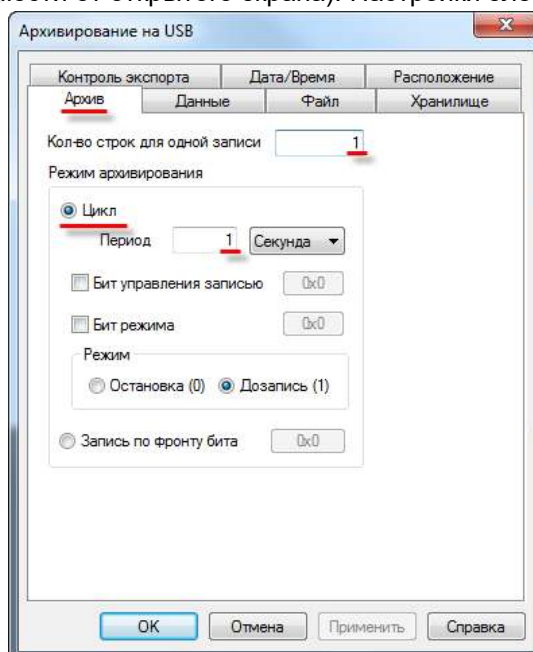 Архивирование на USB
Контроль экспорта Дата/Время Расположение
Архив Данные Файл Хранилище
Кол-во строк для одной записи 1
Режим архивирования
Цикл
Период 1 Секунда
Бит управления записью 0x0
Бит режима 0x0
Режим
Остановка (0) Дозапись (1)
Запись по фронту бита 0x0
OK Отмена Применить Справка